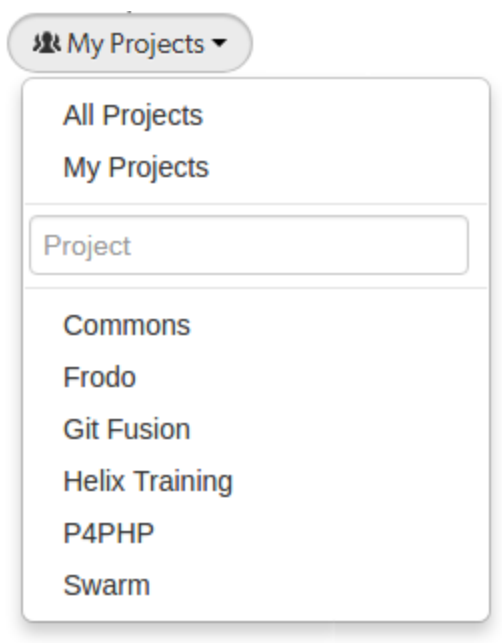 My Projects
All Projects
My Projects
Project
Commons
Frodo
Git Fusion
Helix Training
P4PHP
Swarm